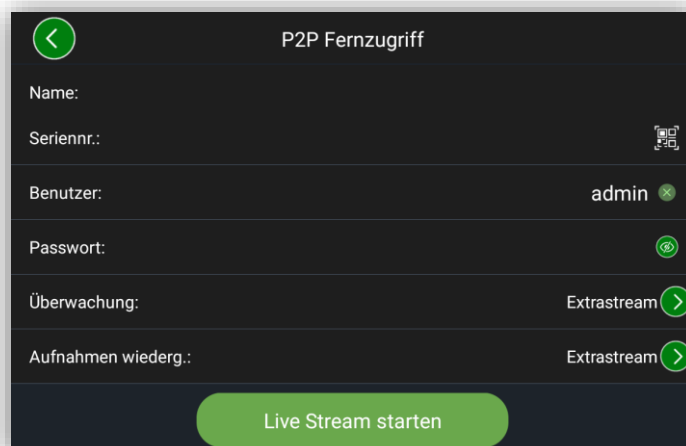 P2P Fernzugriff
Name:
Seriennr.:
Benutzer: admin
Passwort:
Überwachung: Extrastream
Aufnahmen wiederg.: Extrastream
Live Stream starten